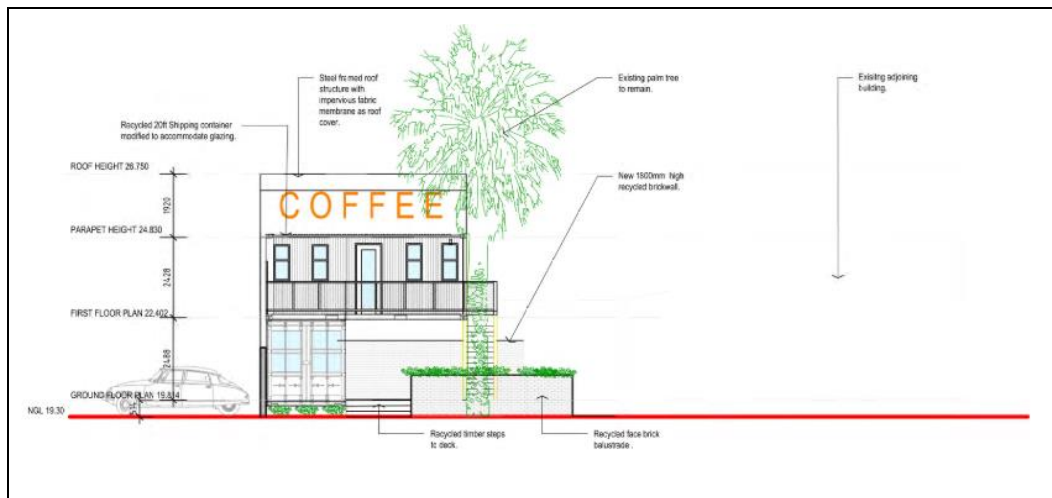 Steel framed roof
structure with
impervious fabric
membrane as roof
cover.
Existing palm tree
to remain.
Exisitng adjoining
building.
Recycled 20ft Shipping container
modified to accommodate glazing.
ROOF HEIGHT 26.750
New 1800mm high
recycled brickwall.
COFFEE
1920
PARAPET HEIGHT 24.830
2428
FIRST FLOOR PLAN 22.402
2488
GROUND FLOOR PLAN 19.814
NGL 19.30
Recycled timber steps
to deck.
Recycled face brick
balustrade .